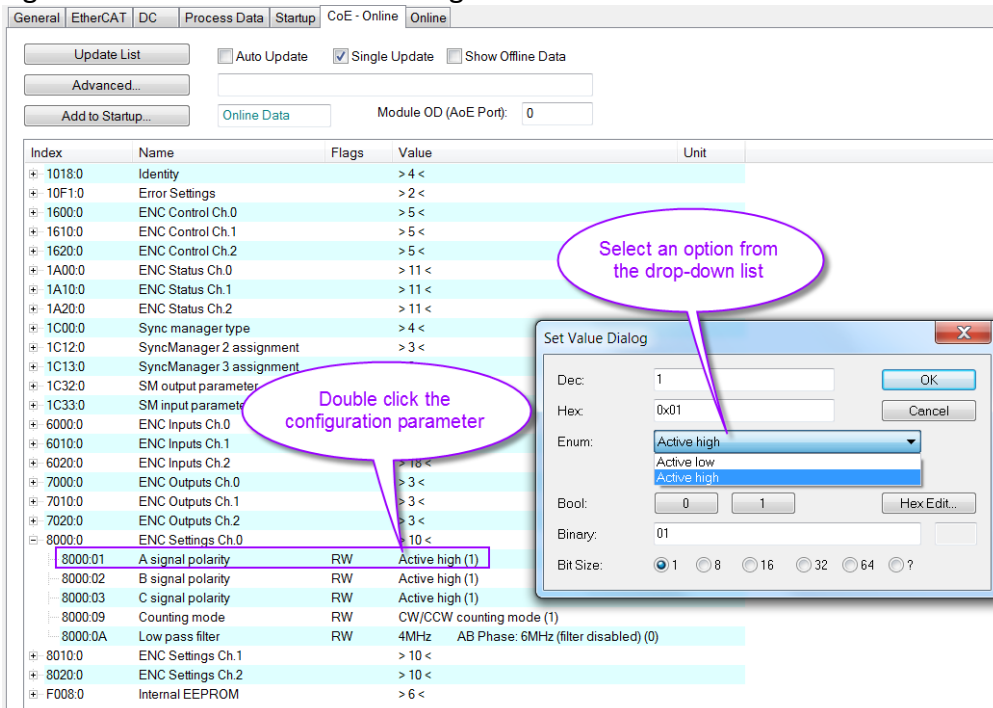 General EtherCAT DC Process Data Startup CoE - Online Online
Update List Auto Update Single Update Show Offline Data
Advanced...
Add to Startup... Online Data Module OD (AoE Port): 0
Index Name Flags Value Unit
1018:0 Identity > 4 <
10F1:0 Error Settings > 2 <
1600:0 ENC Control Ch.0 > 5 <
1610:0 ENC Control Ch.1 > 5 <
1620:0 ENC Control Ch.2 > 5 <
1A00:0 ENC Status Ch.0 > 11 <
1A10:0 ENC Status Ch.1 > 11 <
1A20:0 ENC Status Ch.2 > 11 <
1C00:0 Sync manager type > 4 <
1C12:0 SyncManager 2 assignment > 3 <
1C13:0 SyncManager 3 assignment
1C32:0 SM output parameter
1C33:0 SM input paramete
6000:0 ENC Inputs Ch.0
6010:0 ENC Inputs Ch.1
6020:0 ENC Inputs Ch.2 > 18 <
7000:0 ENC Outputs Ch.0 > 3 <
7010:0 ENC Outputs Ch.1 > 3 <
7020:0 ENC Outputs Ch.2 > 3 <
8000:0 ENC Settings Ch.0 > 10 <
8000:01 A signal polarity RW Active high (1)
8000:02 B signal polarity RW Active high (1)
8000:03 C signal polarity RW Active high (1)
8000:09 Counting mode RW CW/CCW counting mode (1)
8000:0A Low pass filter RW 4MHz AB Phase: 6MHz (filter disabled) (0)
8010:0 ENC Settings Ch.1 > 10 <
8020:0 ENC Settings Ch.2 > 10 <
F008:0 Internal EEPROM > 6 <
Double click the
configuration parameter
Select an option from
the drop-down list
Set Value Dialog X
Dec: 1 OK
Hex: 0x01 Cancel
Enum: Active high
Active low
Active high
Bool: 0 1 Hex Edit...
Binary: 01
Bit Size: 1 8 16 32 64 ?